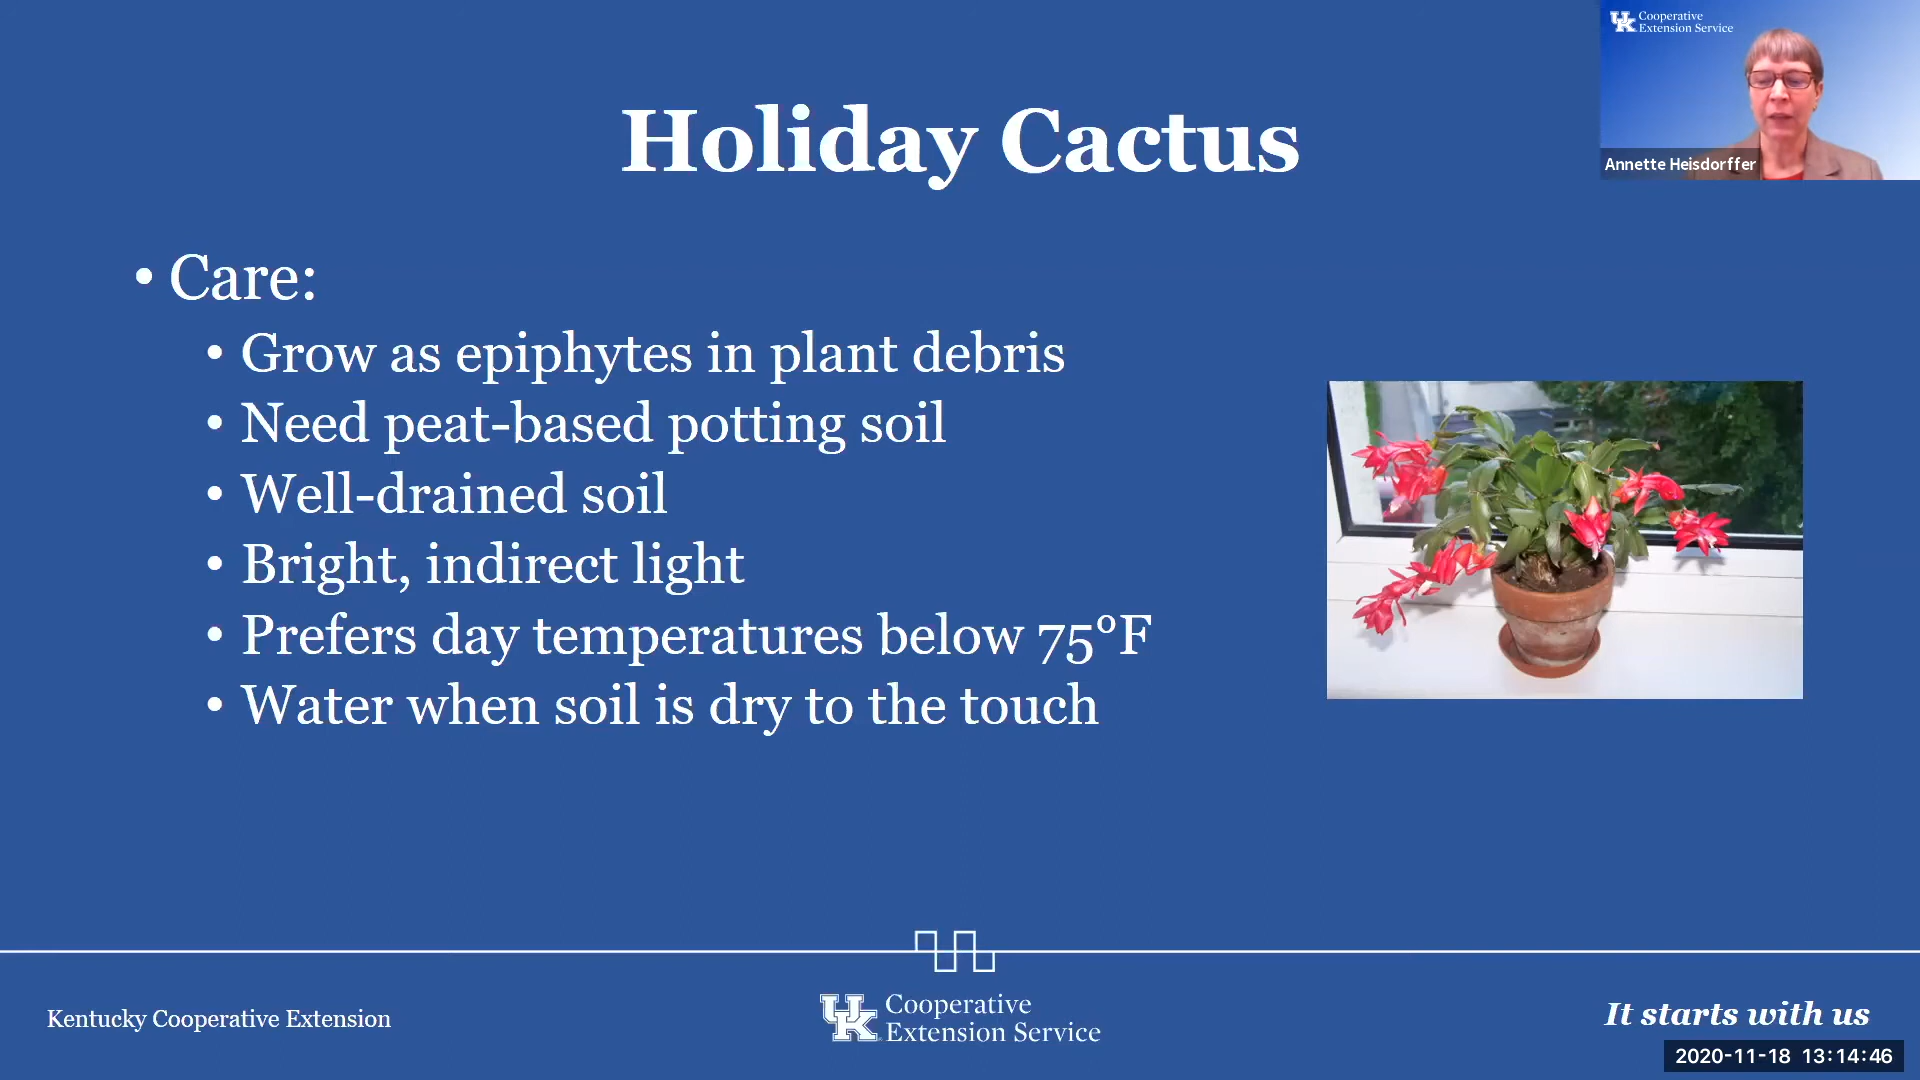 Cooperative
Extension Service
Annette Heisdorffer
Holiday Cactus
• Care:
• Grow as epiphytes in plant debris
• Need peat-based potting soil
• Well-drained soil
• Bright, indirect light
• Prefers day temperatures below 75°F
• Water when soil is dry to the touch
Kentucky Cooperative Extension
UK Cooperative
Extension Service
It starts with us
2020-11-18 13:14:46